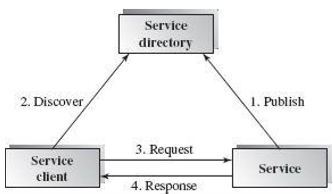 Service
directory
2. Discover
1. Publish
3. Request
Service
client
Service
4. Response